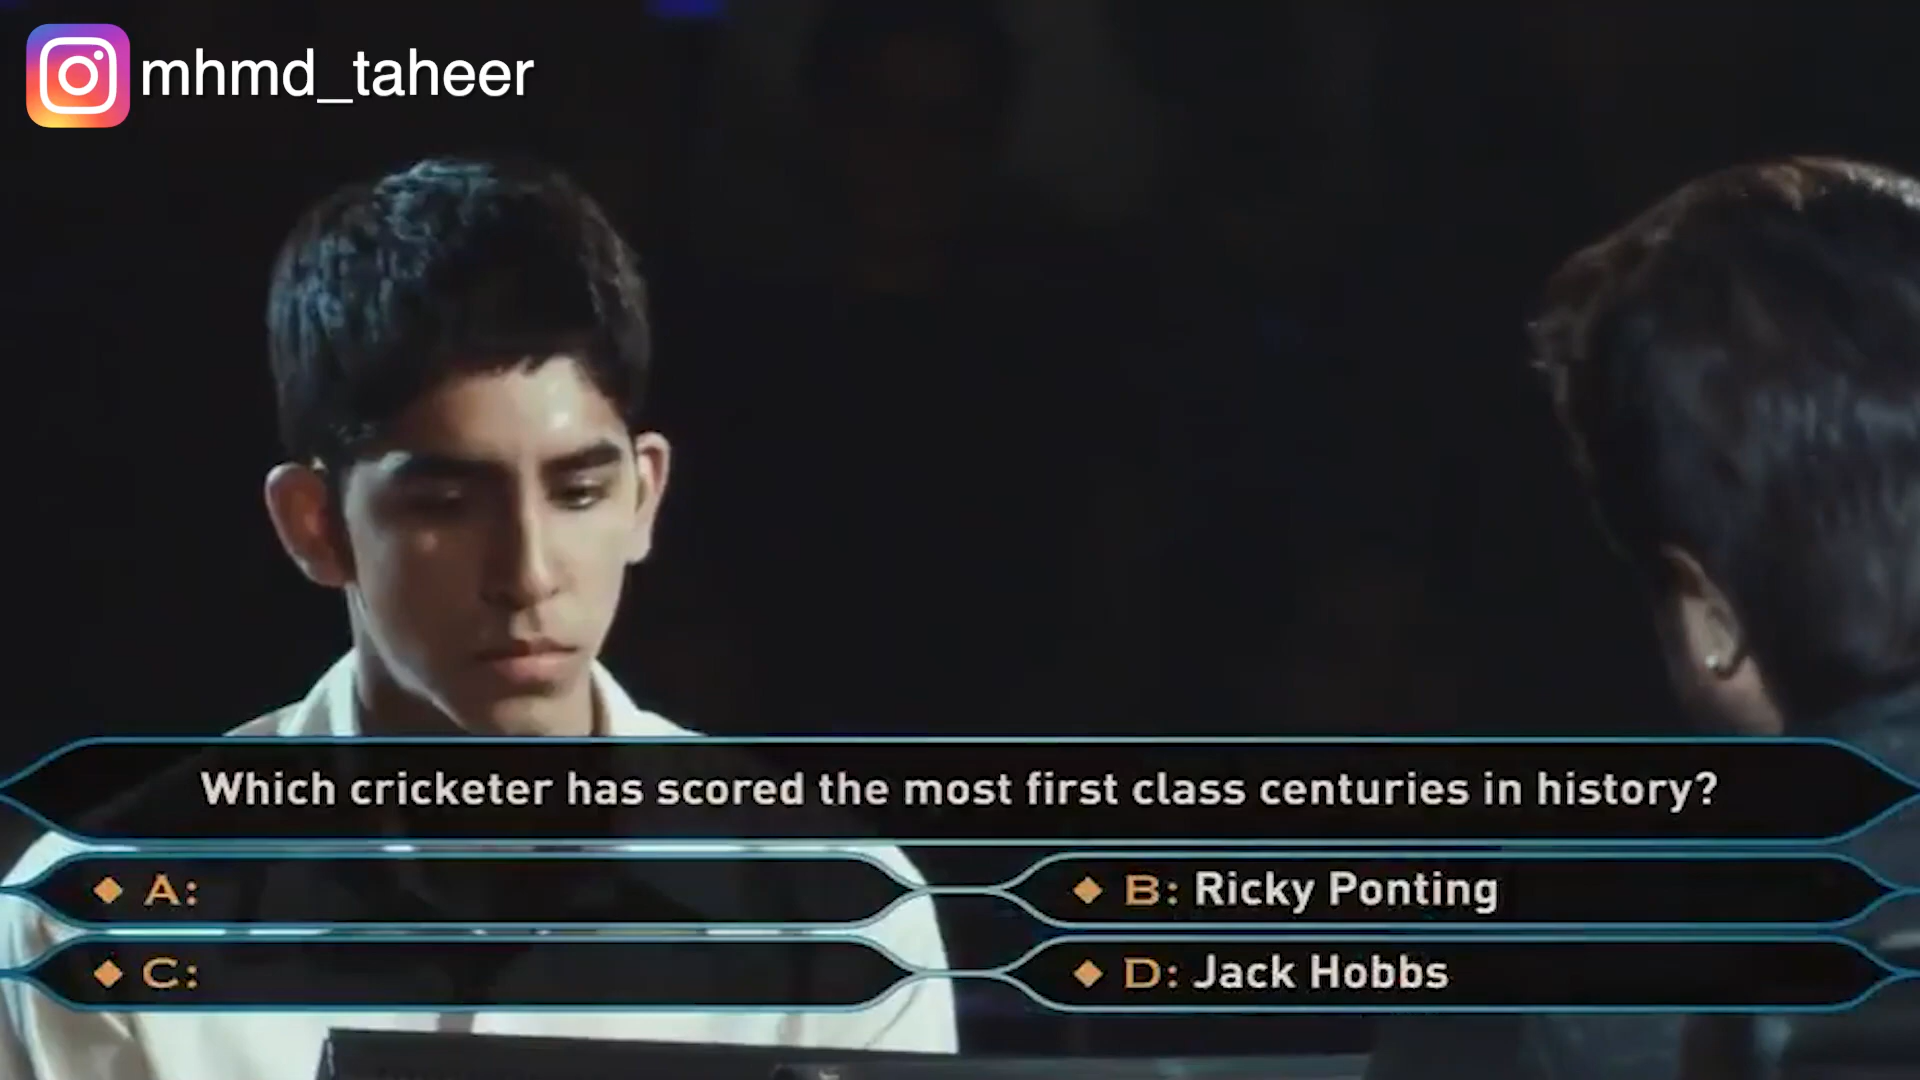 mhmd_taheer
Which cricketer has scored the most first class centuries in history?
A:
B: Ricky Ponting
C:
D: Jack Hobbs